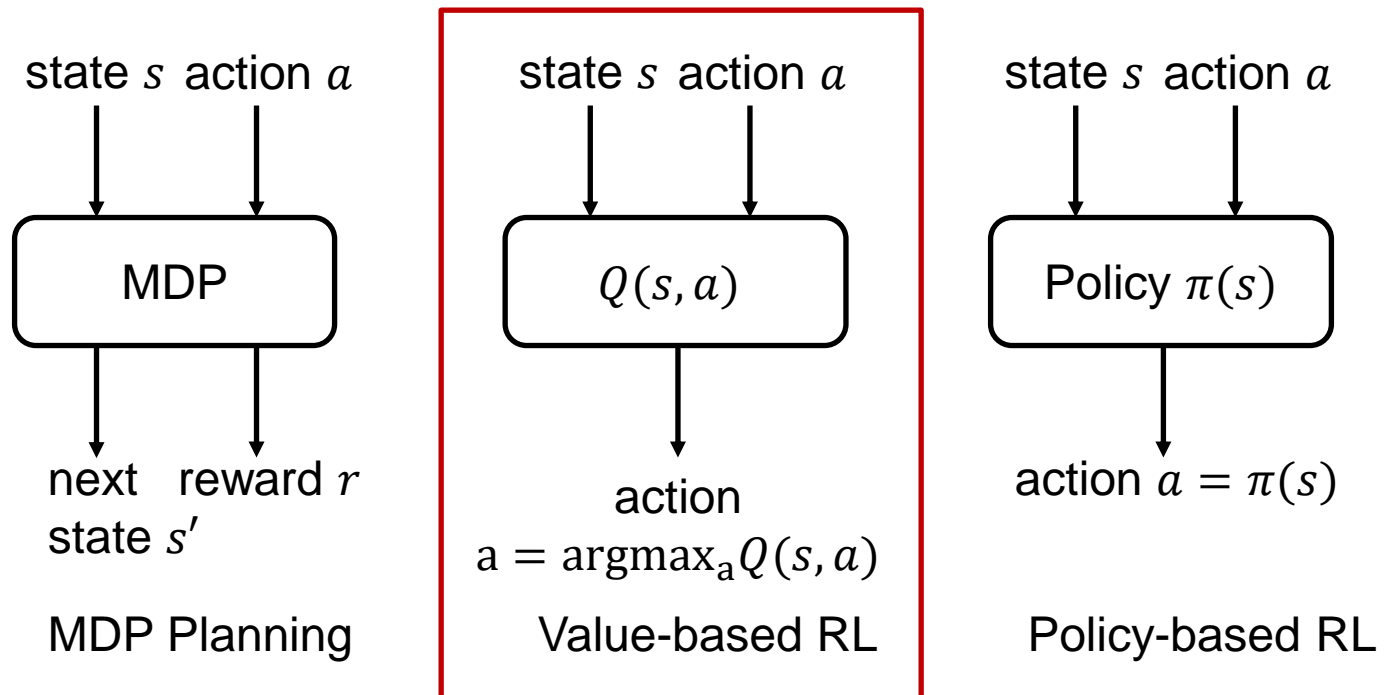 state 𝑠 action 𝑎
MDP
next reward 𝑟
state 𝑠′
MDP Planning
state 𝑠 action 𝑎
𝑄(𝑠, 𝑎)
action
a = argmaxₐ𝑄(𝑠, 𝑎)
Value-based RL
state 𝑠 action 𝑎
Policy 𝜋(𝑠)
action 𝑎 = 𝜋(𝑠)
Policy-based RL